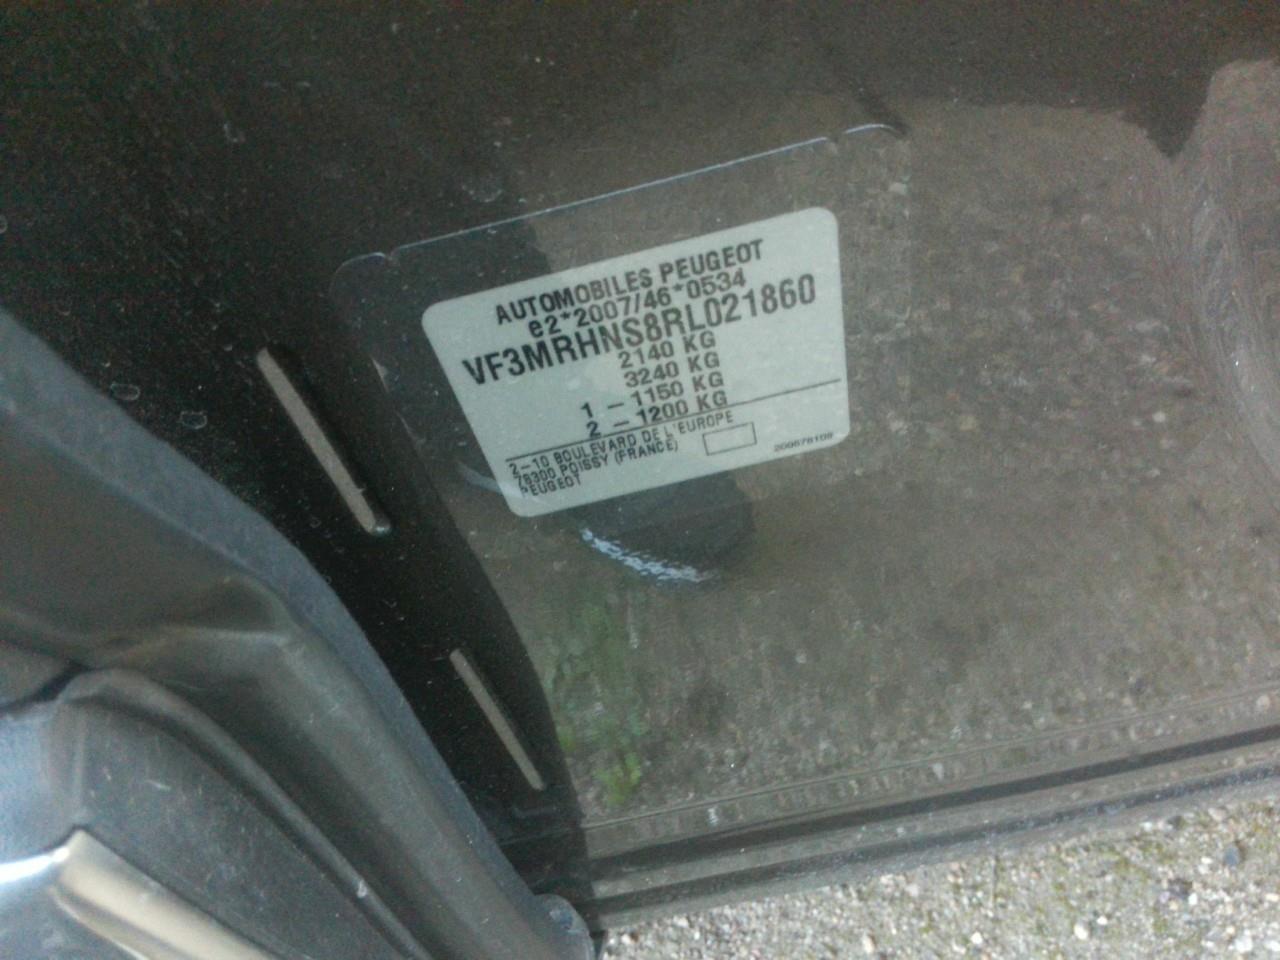 AUTOMOBILES PEUGEOT
e2*2007/46*0534
VF3MRHNS8RL021860
2140 KG
3240 KG
1 - 1150 KG
2 - 1200 KG
2-10 BOULEVARD DE L'EUROPE
78300 POISSY (FRANCE)
PEUGEOT